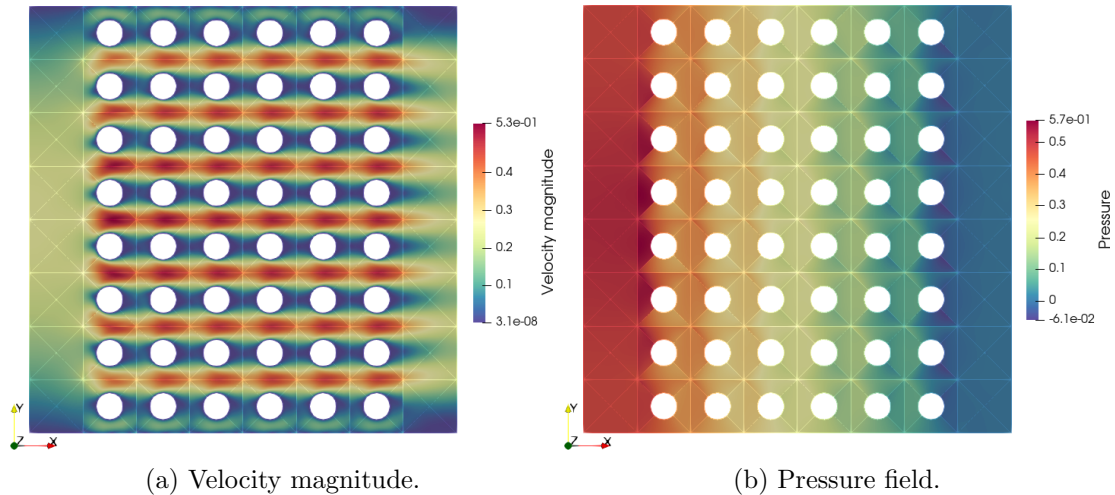 5.3e-01
0.4
0.3
0.2
0.1
3.1e-08
Velocity magnitude
Y
Z
X
(a) Velocity magnitude.
5.7e-01
0.5
0.4
0.3
0.2
0.1
0
-6.1e-02
Pressure
Y
Z
X
(b) Pressure field.